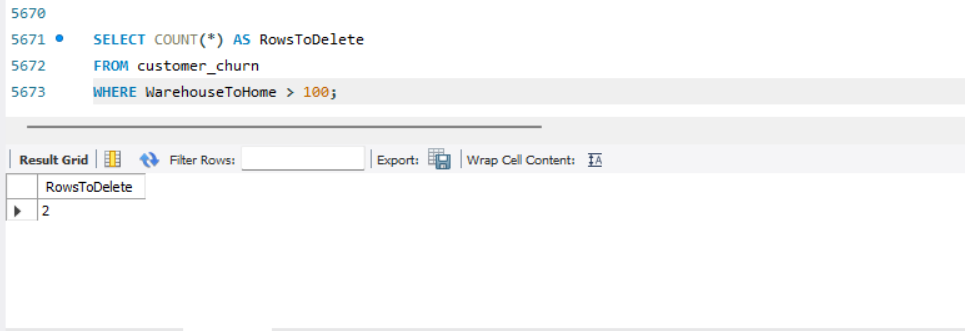 5670
5671 SELECT COUNT(*) AS RowsToDelete
5672 FROM customer_churn
5673 WHERE WarehouseToHome > 100;
Result Grid Filter Rows: Export: Wrap Cell Content:
RowsToDelete
2